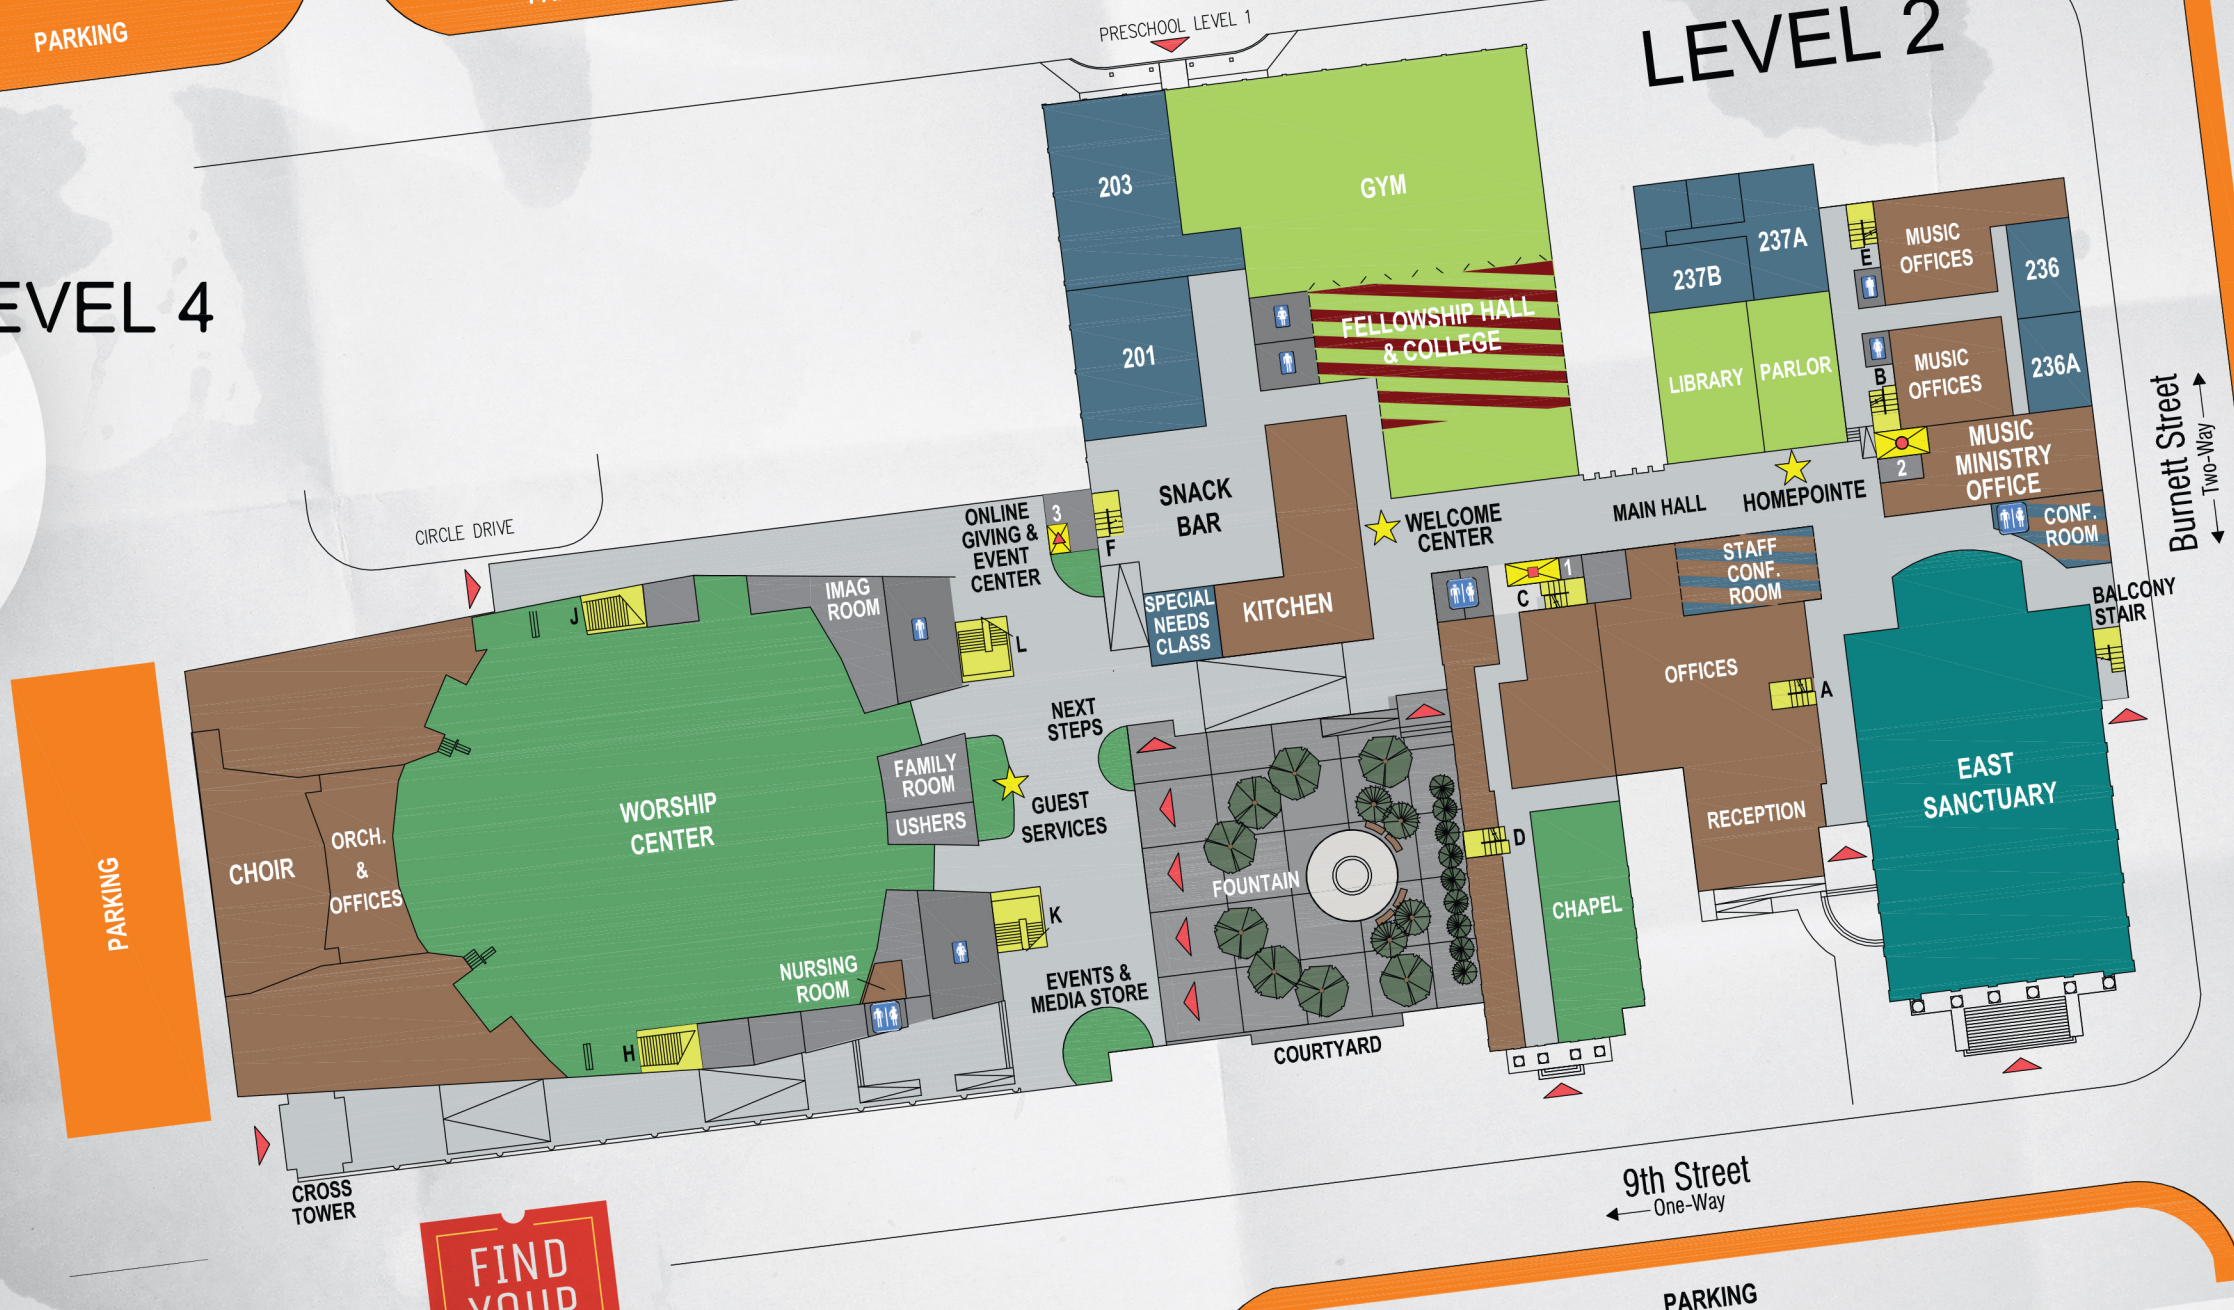 PARKING
PRESCHOOL LEVEL 1
LEVEL 2
203
GYM
237A
237B
MUSIC
OFFICES
E
236
201
FELLOWSHIP HALL
& COLLEGE
LIBRARY
PARLOR
B
MUSIC
OFFICES
236A
EVEL 4
Burnett Street
Two-Way
MUSIC
MINISTRY
OFFICE
2
SNACK
BAR
HOMEPOINTE
MAIN HALL
WELCOME
CENTER
CONF.
ROOM
CIRCLE DRIVE
ONLINE
GIVING &
EVENT
CENTER
3
F
STAFF
CONF.
ROOM
1
C
BALCONY
STAIR
IMAG
ROOM
J
L
SPECIAL
NEEDS
CLASS
KITCHEN
OFFICES
A
NEXT
STEPS
FAMILY
ROOM
USHERS
GUEST
SERVICES
WORSHIP
CENTER
ORCH.
&
OFFICES
CHOIR
PARKING
RECEPTION
EAST
SANCTUARY
D
FOUNTAIN
CHAPEL
K
NURSING
ROOM
EVENTS &
MEDIA STORE
H
COURTYARD
CROSS
TOWER
9th Street
One-Way
FIND
YOUR
PARKING